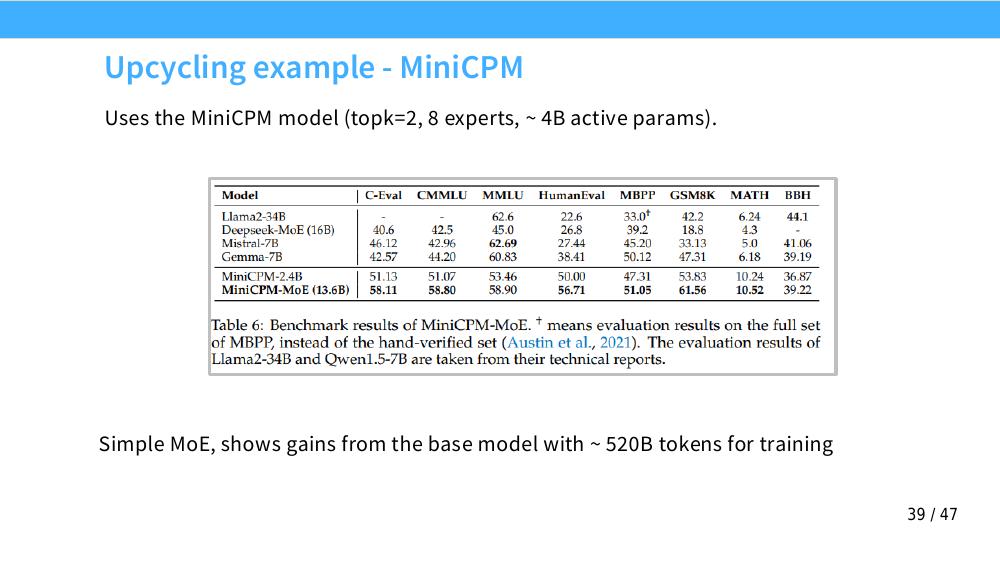 Upcycling example - MiniCPM
Uses the MiniCPM model (topk=2, 8 experts, ~ 4B active params).
Model C-Eval CMMLU MMLU HumanEval MBPP GSM8K MATH BBH
Llama2-34B - - 62.6 22.6 33.0† 42.2 6.24 44.1
Deepseek-MoE (16B) 40.6 42.5 45.0 26.8 39.2 18.8 4.3 -
Mistral-7B 46.12 42.96 62.69 27.44 45.20 33.13 5.0 41.06
Gemma-7B 42.57 44.20 60.83 38.41 50.12 47.31 6.18 39.19
MiniCPM-2.4B 51.13 51.07 53.46 50.00 47.31 53.83 10.24 36.87
MiniCPM-MoE (13.6B) 58.11 58.80 58.90 56.71 51.05 61.56 10.52 39.22
Table 6: Benchmark results of MiniCPM-MoE. † means evaluation results on the full set
of MBPP, instead of the hand-verified set (Austin et al., 2021). The evaluation results of
Llama2-34B and Qwen1.5-7B are taken from their technical reports.
Simple MoE, shows gains from the base model with ~ 520B tokens for training
39 / 47